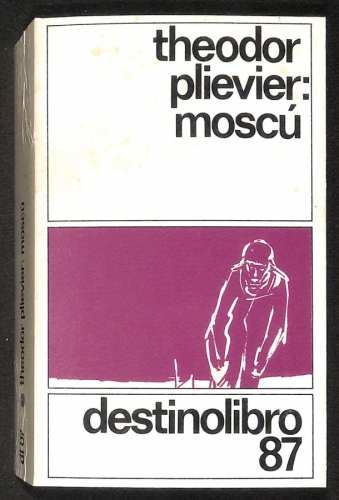 theodor
plievier:
moscú
destinolibro
87
theodor plievier: moscú